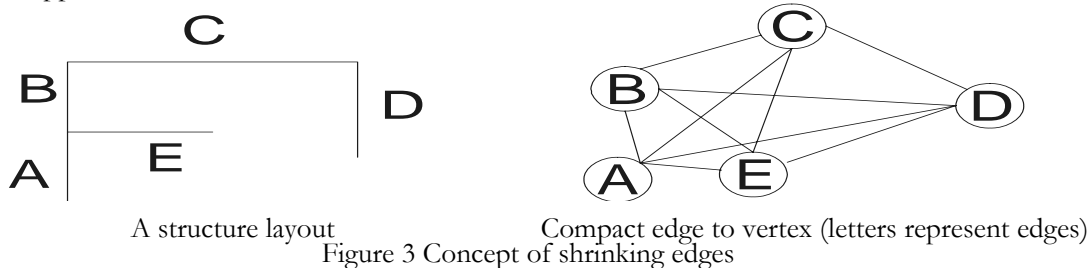 C
B
D
E
A
C
B
D
A
E
A structure layout
Compact edge to vertex (letters represent edges)
Figure 3 Concept of shrinking edges